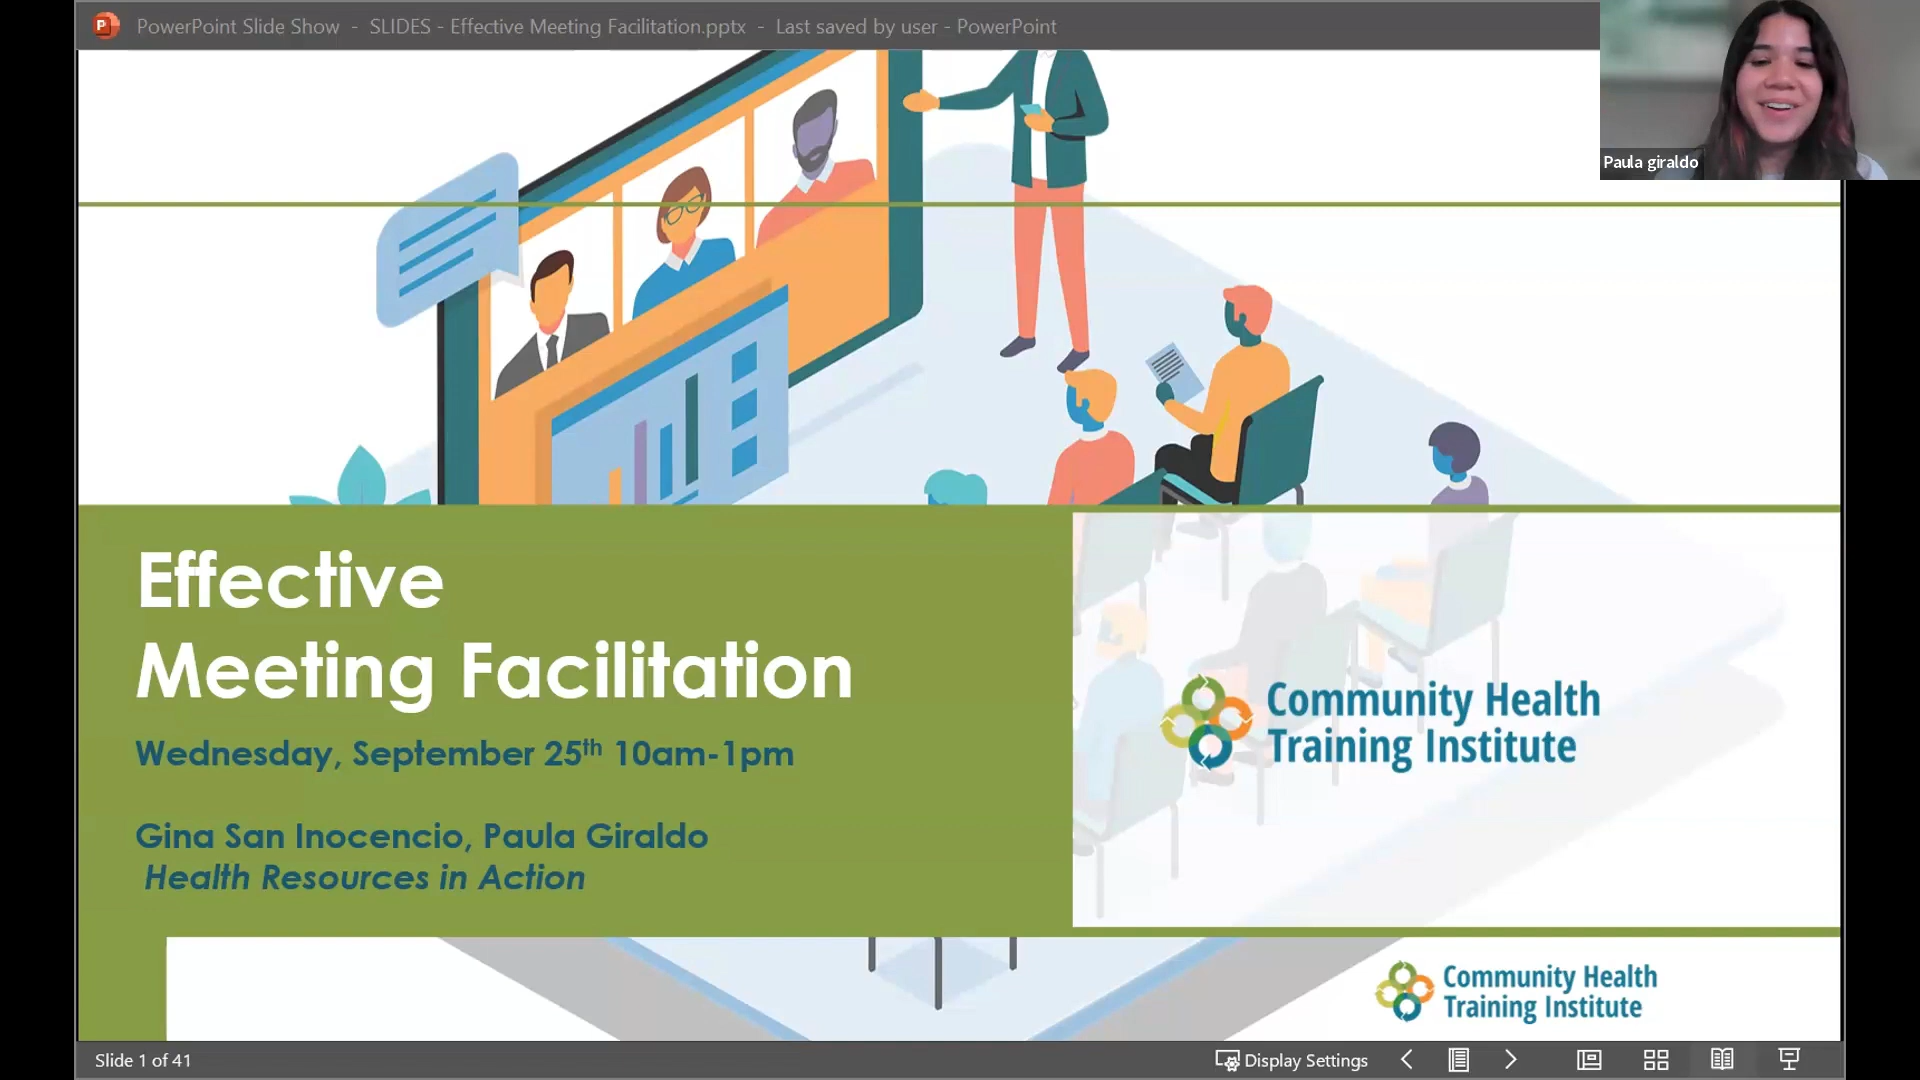 PowerPoint Slide Show - SLIDES - Effective Meeting Facilitation.pptx - Last saved by user - PowerPoint
Paula giraldo
Effective
Meeting Facilitation
Wednesday, September 25th 10am-1pm
Gina San Inocencio, Paula Giraldo
Health Resources in Action
Community Health
Training Institute
Community Health
Training Institute
Slide 1 of 41
Display Settings